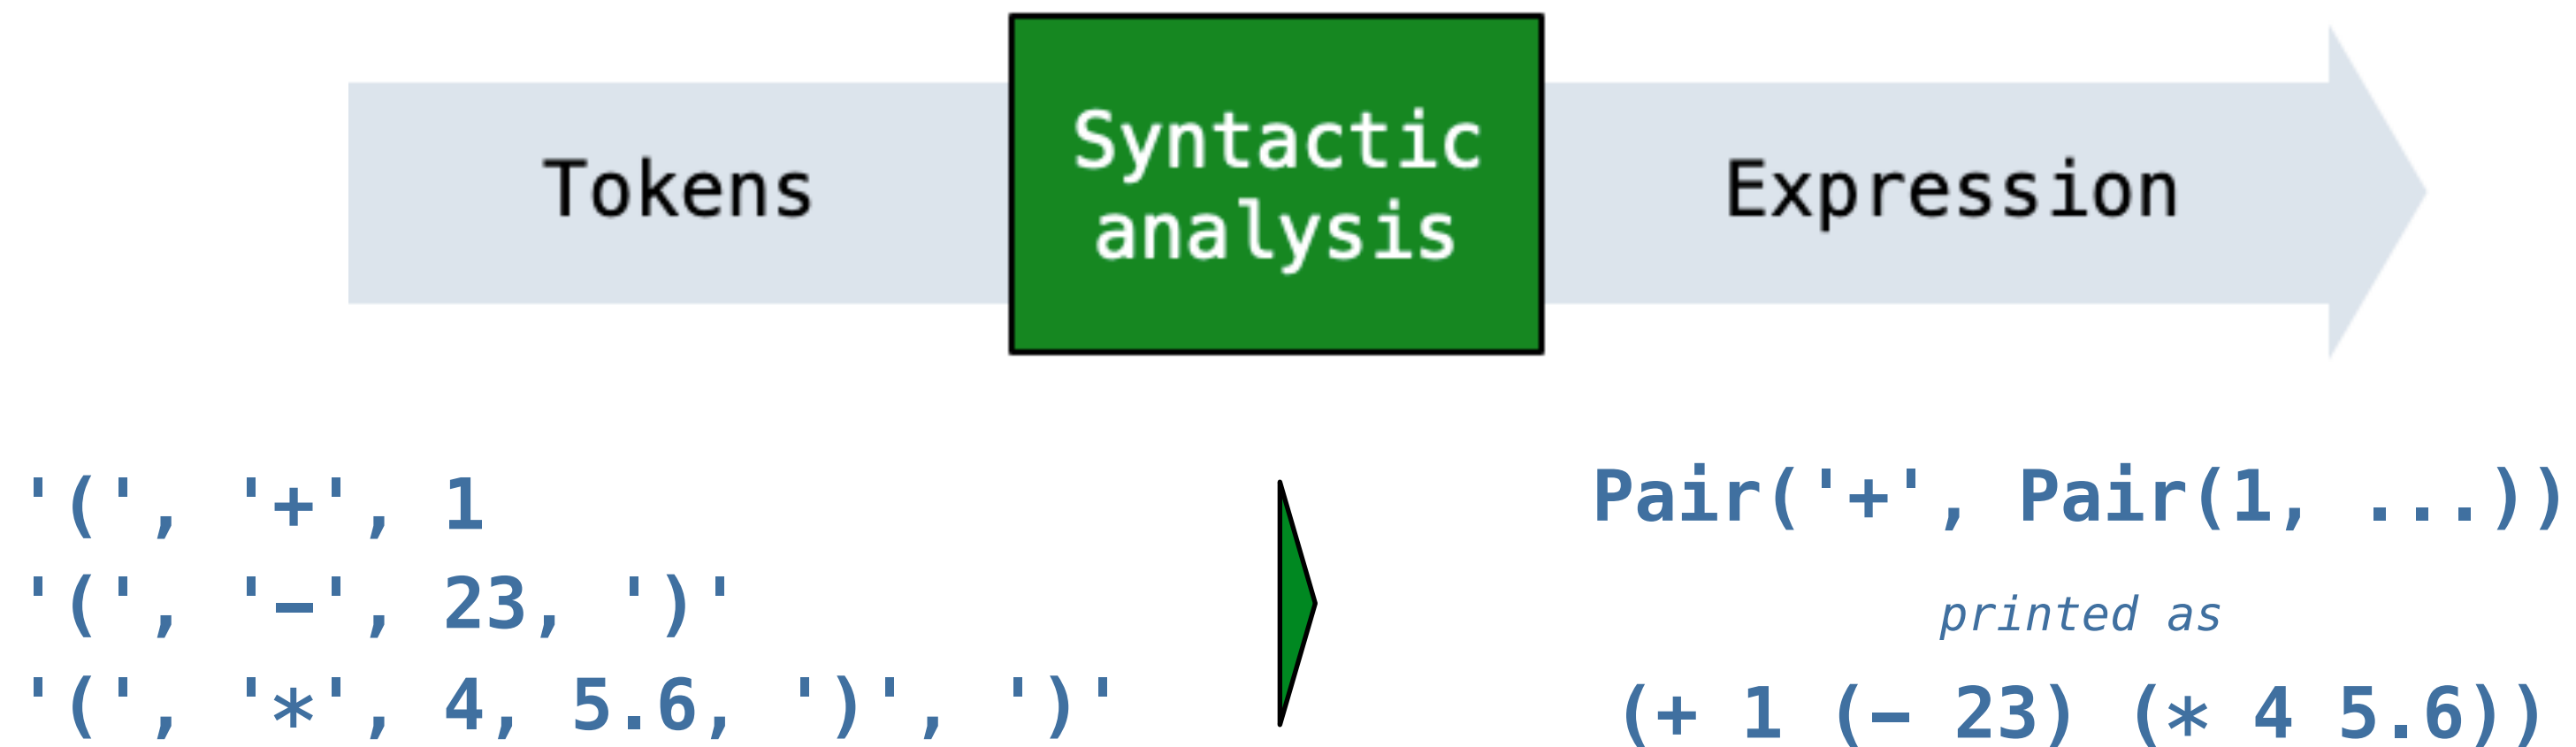 Tokens
Syntactic
analysis
Expression
'(', '+', 1
'(', '-', 23, ')'
'(', '*', 4, 5.6, ')', ')'
Pair('+', Pair(1, ...))
printed as
(+ 1 (- 23) (* 4 5.6))